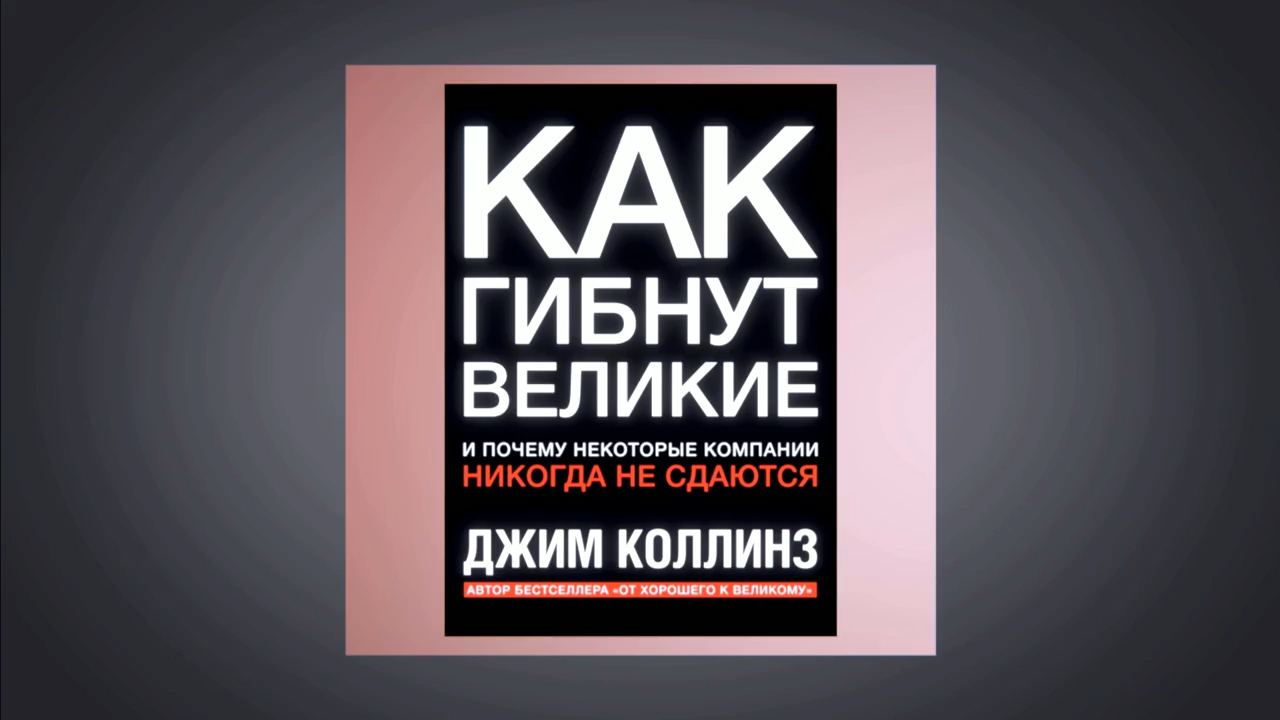 КАК
ГИБНУТ
ВЕЛИКИЕ
И ПОЧЕМУ НЕКОТОРЫЕ КОМПАНИИ
НИКОГДА НЕ СДАЮТСЯ
ДЖИМ КОЛЛИНЗ
АВТОР БЕСТСЕЛЛЕРА «ОТ ХОРОШЕГО К ВЕЛИКОМУ»